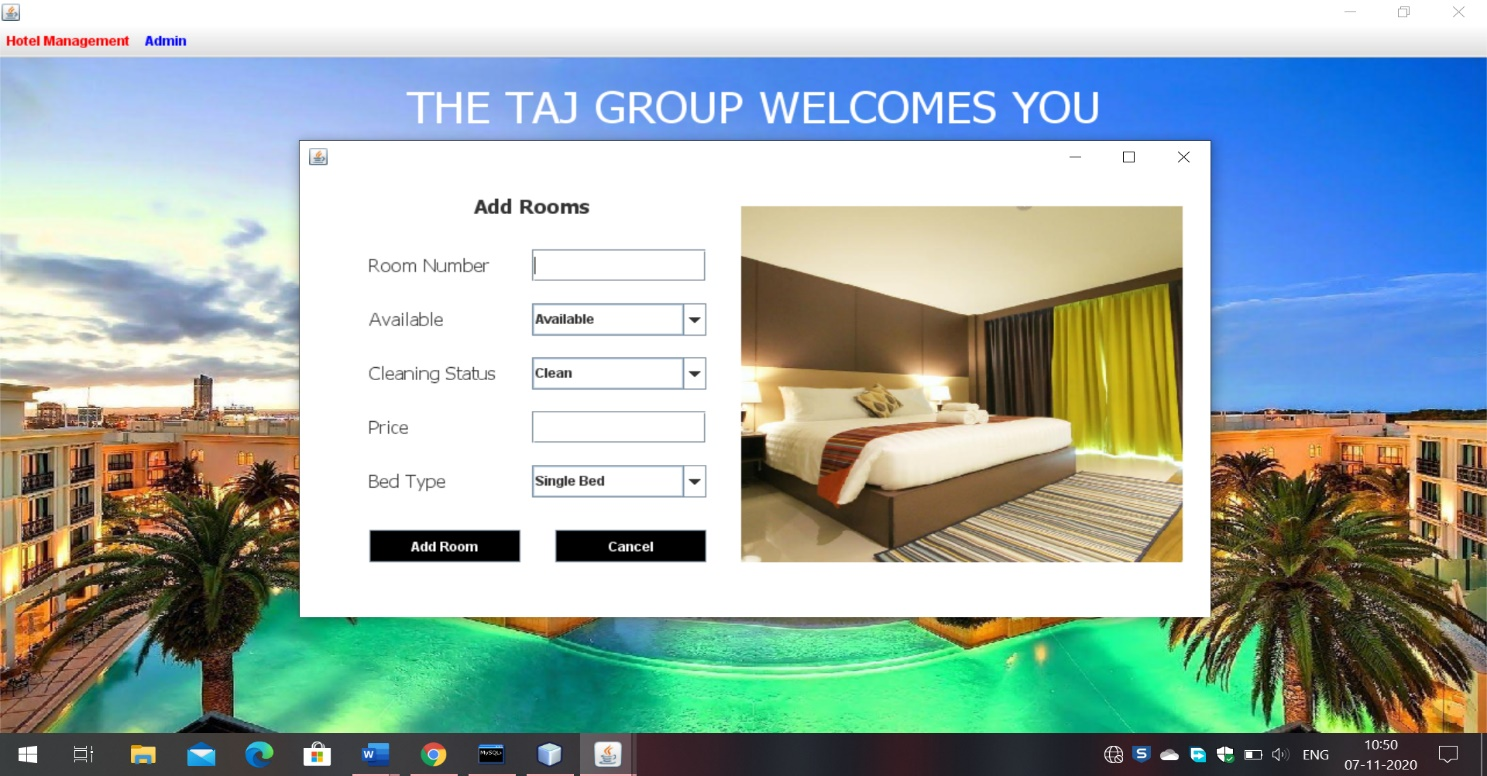 Hotel Management Admin
THE TAJ GROUP WELCOMES YOU
Add Rooms
Room Number
Available Available
Cleaning Status Clean
Price
Bed Type Single Bed
Add Room Cancel
W MySQL S ENG 10:50
07-11-2020